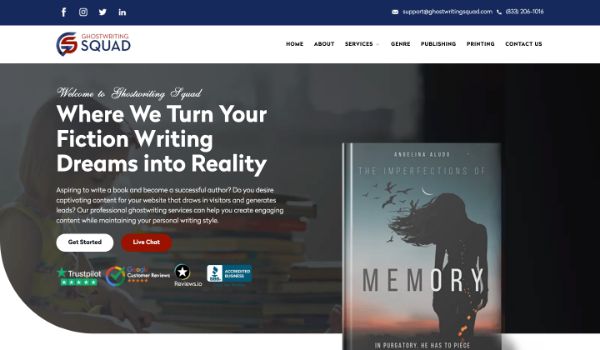 support@ghostwritingsquad.com
(833) 206-1016
GHOSTWRITING
SQUAD
HOME ABOUT SERVICES GENRE PUBLISHING PRINTING CONTACT US
Welcome to Ghostwriting Squad
Where We Turn Your
Fiction Writing
Dreams into Reality
Aspiring to write a book and become a successful author? Do you desire
captivating content for your website that draws in visitors and generates
leads? Our professional ghostwriting services can help you create engaging
content while maintaining your personal writing style.
Get Started
Live Chat
Trustpilot
Google
Customer Reviews
Reviews.io
BBB
ACCREDITED
BUSINESS
ANGELINA ALUDO
THE IMPERFECTIONS OF
MEMORY
IN PURGATORY, HE HAS TO PIECE